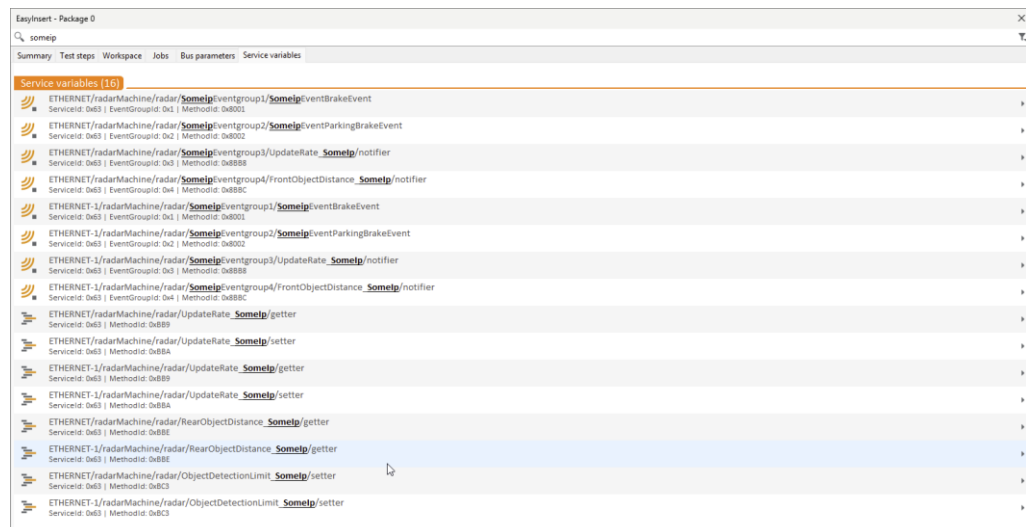 EasyInsert - Package 0
someip
Summary Test steps Workspace Jobs Bus parameters Service variables
Service variables (16)
ETHERNET/radarMachine/radar/SomeipEventgroup1/SomeipEventBrakeEvent
ServiceId: 0x63 | EventGroupId: 0x1 | MethodId: 0x8001
ETHERNET/radarMachine/radar/SomeipEventgroup2/SomeipEventParkingBrakeEvent
ServiceId: 0x63 | EventGroupId: 0x2 | MethodId: 0x8002
ETHERNET/radarMachine/radar/SomeipEventgroup3/UpdateRate_SomeIp/notifier
ServiceId: 0x63 | EventGroupId: 0x3 | MethodId: 0x8BB8
ETHERNET/radarMachine/radar/SomeipEventgroup4/FrontObjectDistance_SomeIp/notifier
ServiceId: 0x63 | EventGroupId: 0x4 | MethodId: 0x8BBC
ETHERNET-1/radarMachine/radar/SomeipEventgroup1/SomeipEventBrakeEvent
ServiceId: 0x63 | EventGroupId: 0x1 | MethodId: 0x8001
ETHERNET-1/radarMachine/radar/SomeipEventgroup2/SomeipEventParkingBrakeEvent
ServiceId: 0x63 | EventGroupId: 0x2 | MethodId: 0x8002
ETHERNET-1/radarMachine/radar/SomeipEventgroup3/UpdateRate_SomeIp/notifier
ServiceId: 0x63 | EventGroupId: 0x3 | MethodId: 0x8BB8
ETHERNET-1/radarMachine/radar/SomeipEventgroup4/FrontObjectDistance_SomeIp/notifier
ServiceId: 0x63 | EventGroupId: 0x4 | MethodId: 0x8BBC
ETHERNET/radarMachine/radar/UpdateRate_SomeIp/getter
ServiceId: 0x63 | MethodId: 0xBB9
ETHERNET/radarMachine/radar/UpdateRate_SomeIp/setter
ServiceId: 0x63 | MethodId: 0xBBA
ETHERNET-1/radarMachine/radar/UpdateRate_SomeIp/getter
ServiceId: 0x63 | MethodId: 0xBB9
ETHERNET-1/radarMachine/radar/UpdateRate_SomeIp/setter
ServiceId: 0x63 | MethodId: 0xBBA
ETHERNET/radarMachine/radar/RearObjectDistance_SomeIp/getter
ServiceId: 0x63 | MethodId: 0xBBE
ETHERNET-1/radarMachine/radar/RearObjectDistance_SomeIp/getter
ServiceId: 0x63 | MethodId: 0xBBE
ETHERNET/radarMachine/radar/ObjectDetectionLimit_SomeIp/setter
ServiceId: 0x63 | MethodId: 0xBC3
ETHERNET-1/radarMachine/radar/ObjectDetectionLimit_SomeIp/setter
ServiceId: 0x63 | MethodId: 0xBC3